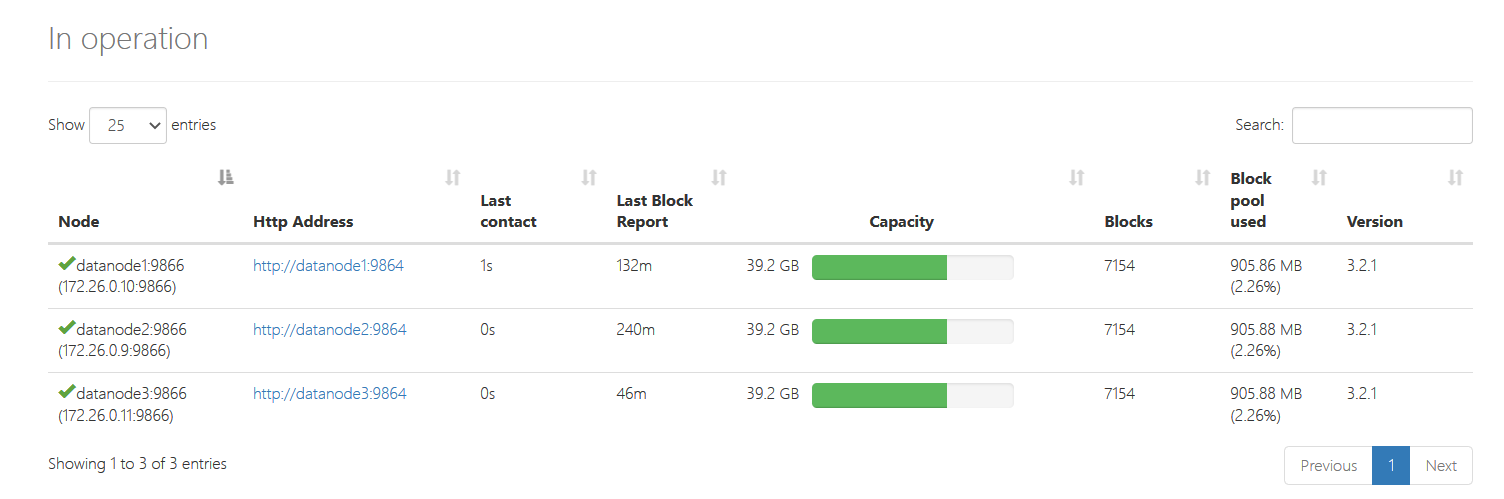 In operation
Show 25 entries Search:
Node Http Address Last contact Last Block Report Capacity Blocks Block pool used Version
datanode1:9866 (172.26.0.10:9866) http://datanode1:9864 1s 132m 39.2 GB 7154 905.86 MB (2.26%) 3.2.1
datanode2:9866 (172.26.0.9:9866) http://datanode2:9864 0s 240m 39.2 GB 7154 905.88 MB (2.26%) 3.2.1
datanode3:9866 (172.26.0.11:9866) http://datanode3:9864 0s 46m 39.2 GB 7154 905.88 MB (2.26%) 3.2.1
Showing 1 to 3 of 3 entries Previous 1 Next